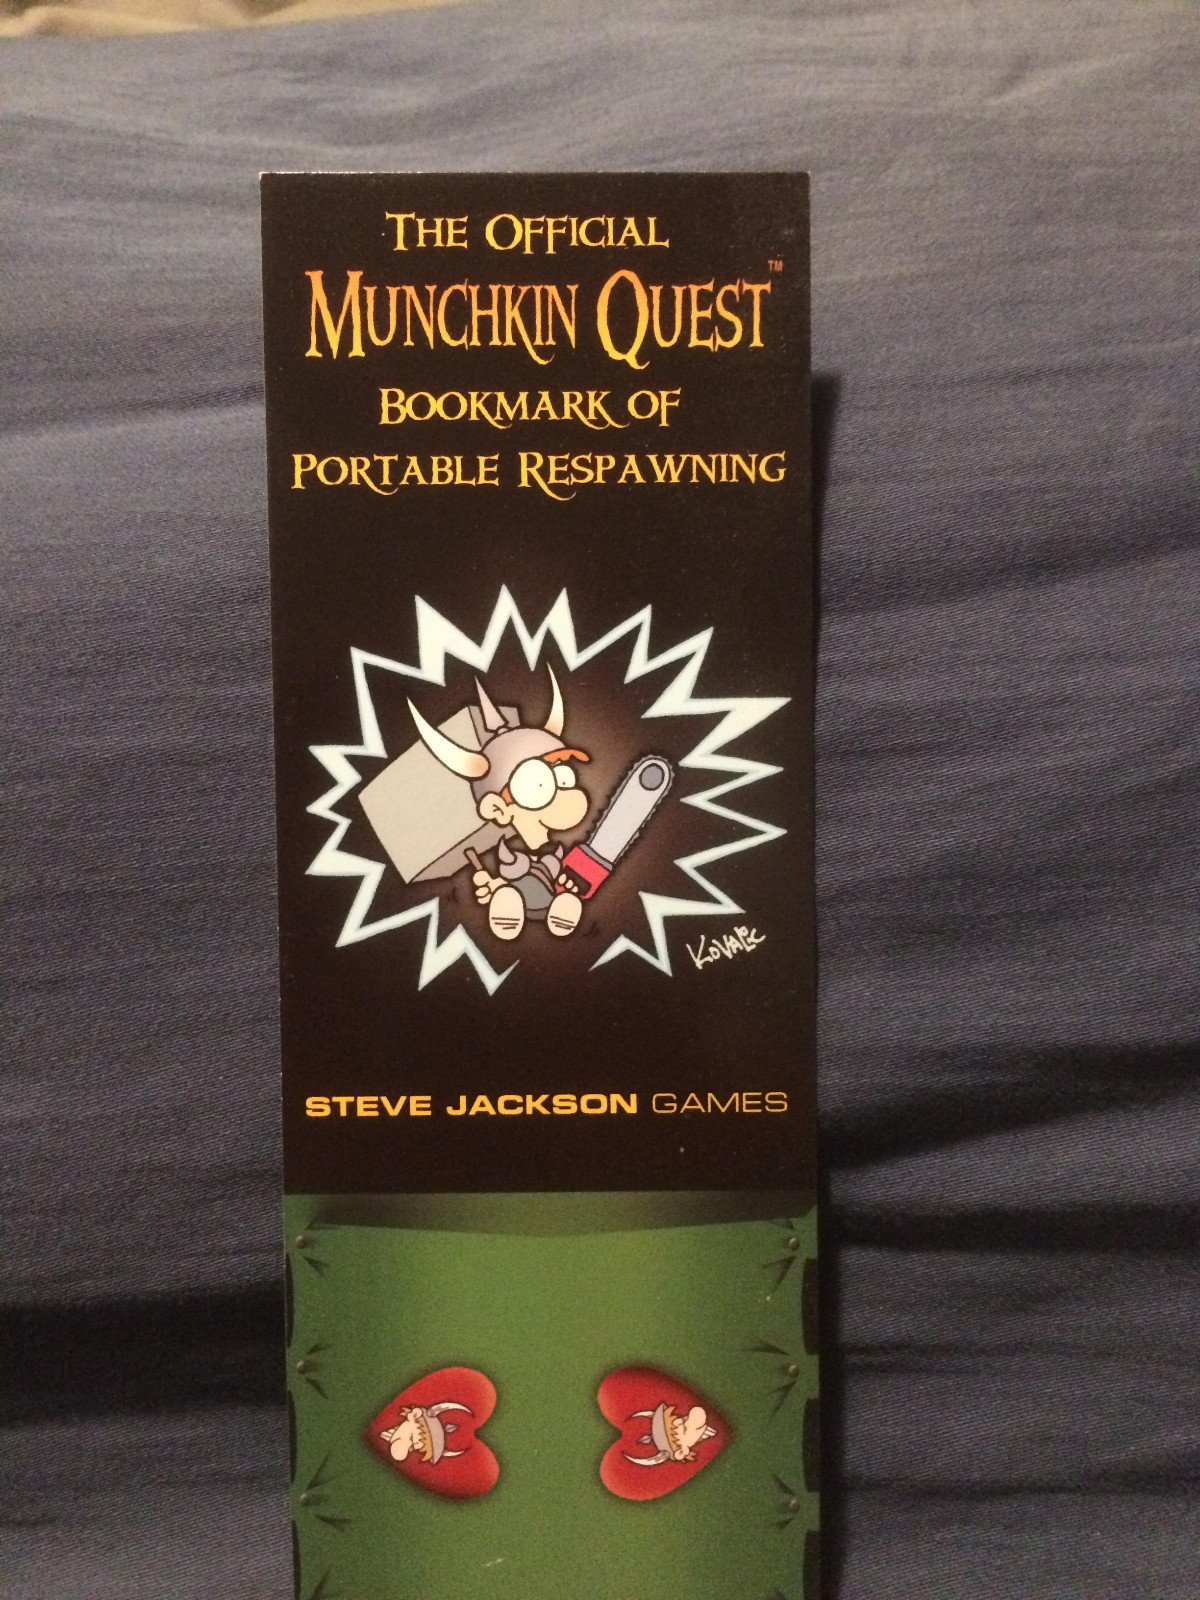 The Official
Munchkin Quest™
Bookmark of
Portable Respawning
Kovalic
STEVE JACKSON GAMES